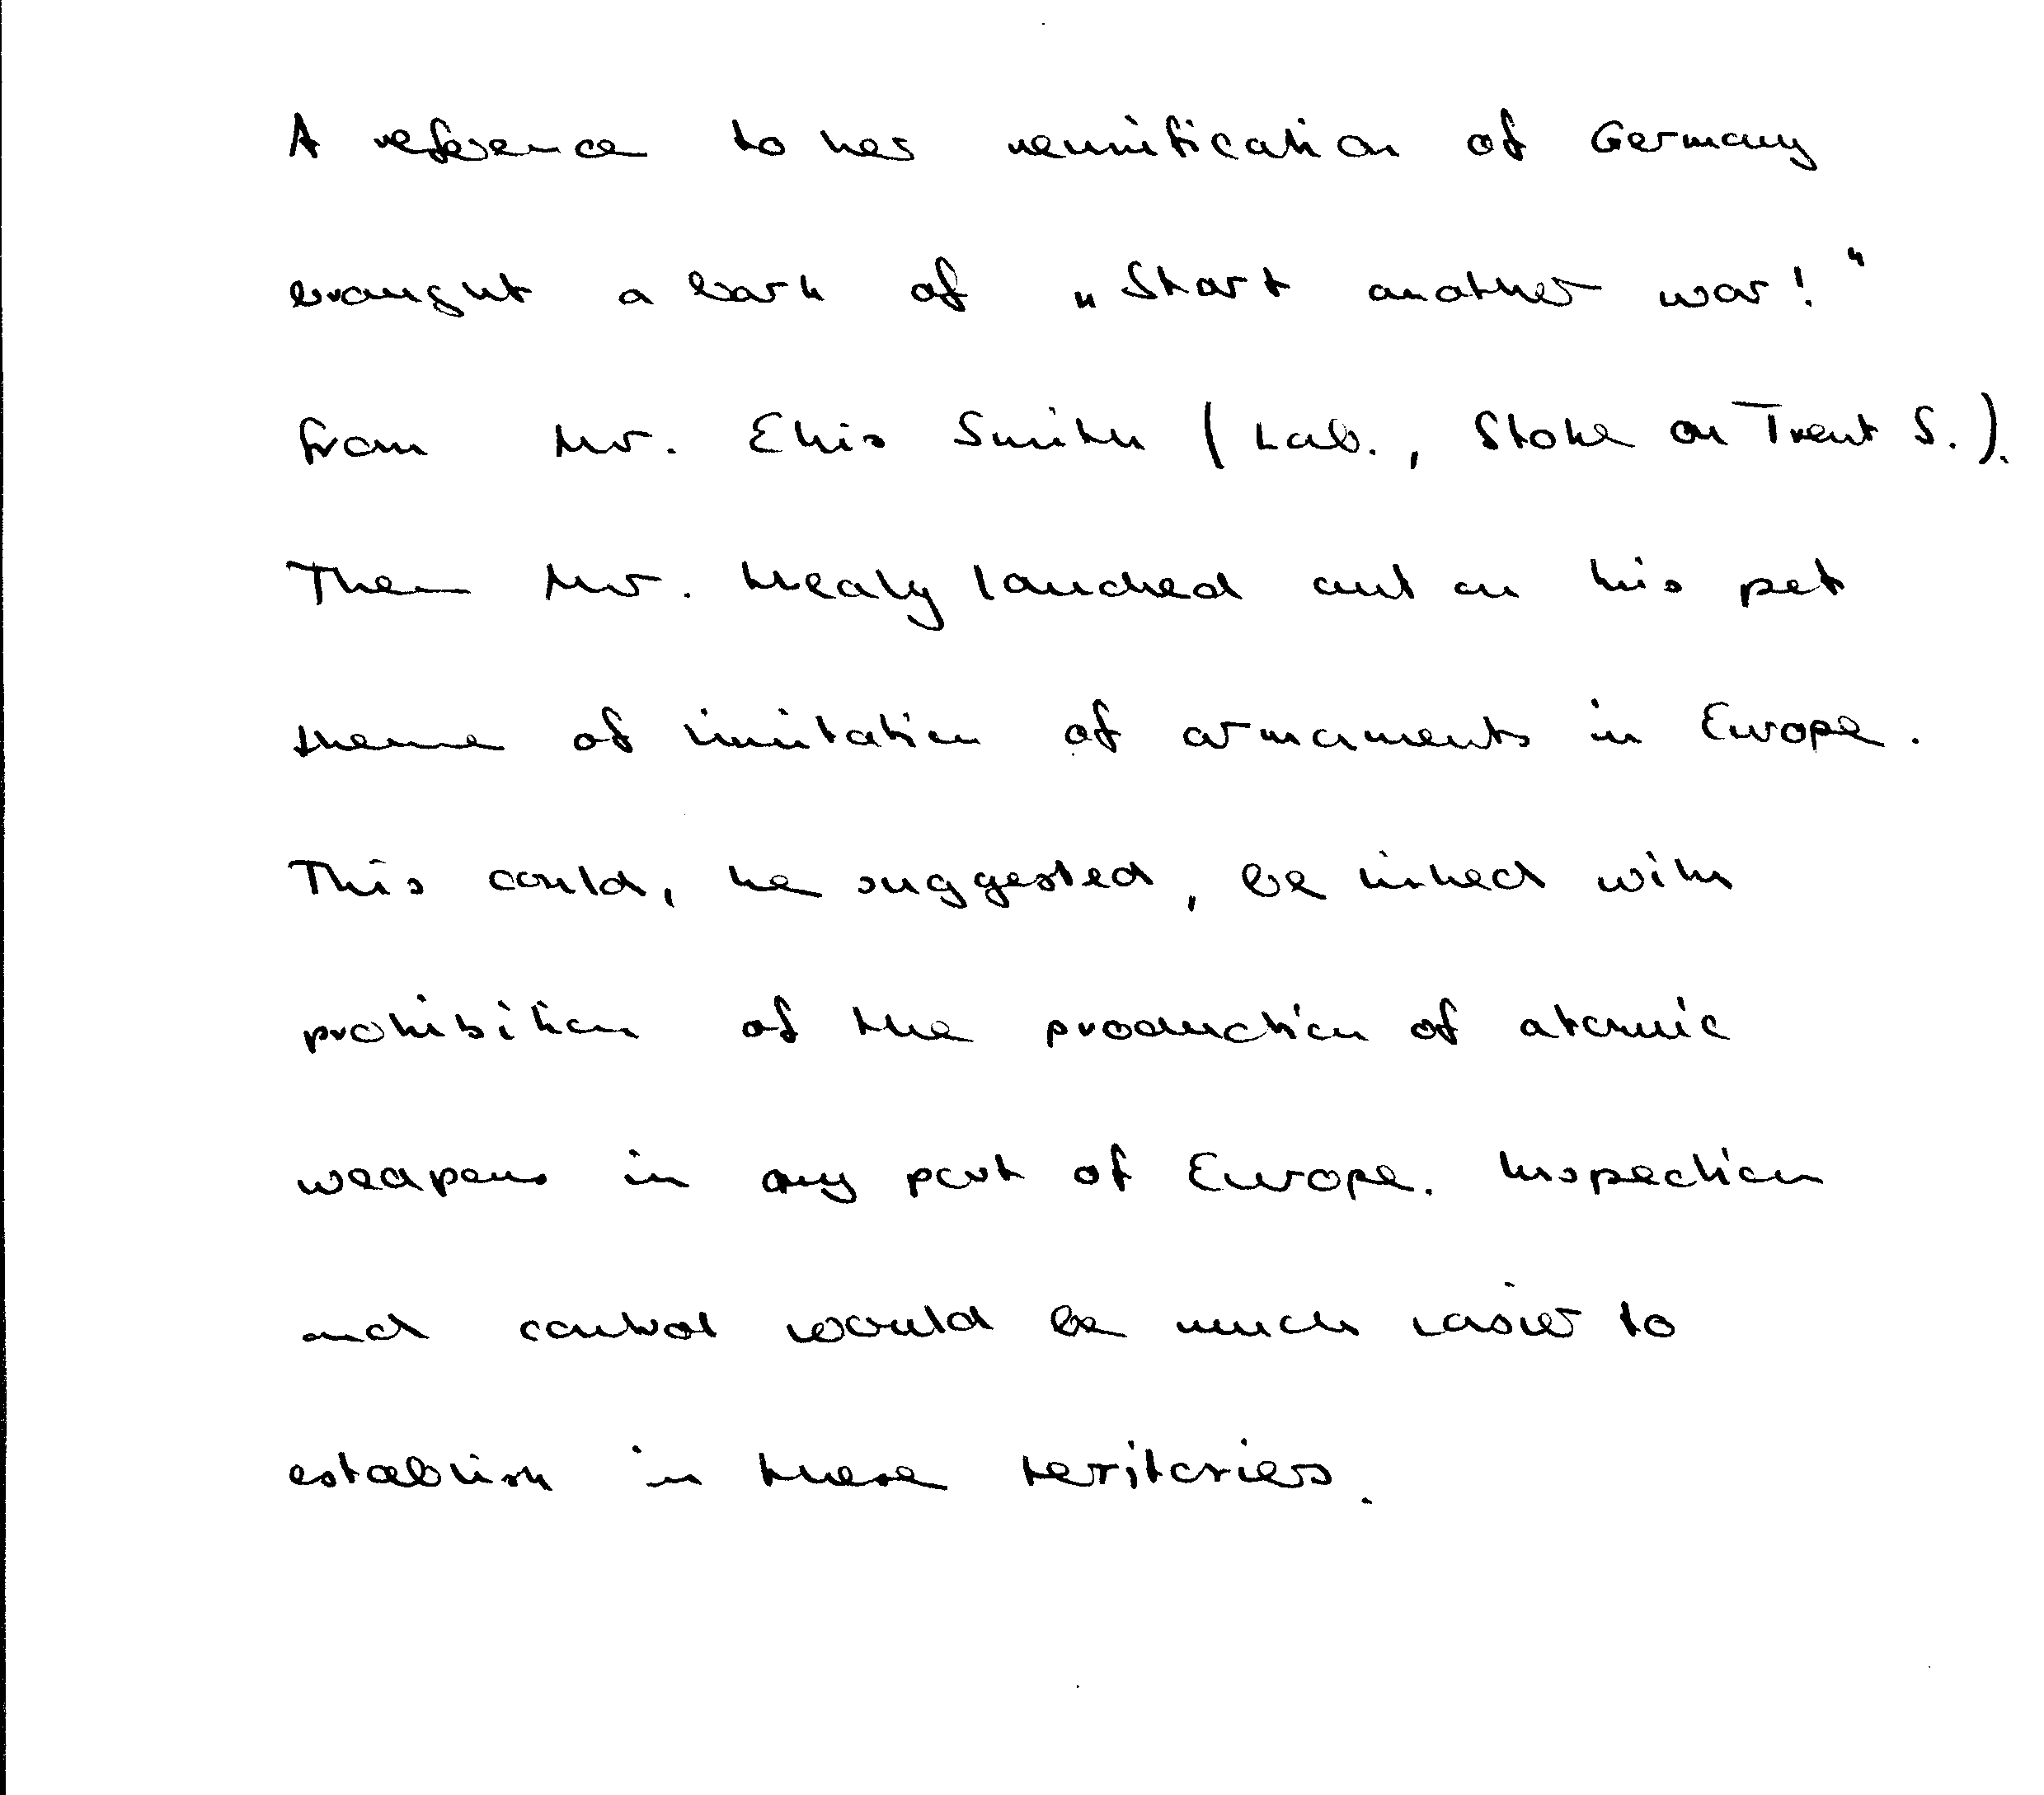 A reference to her reunification of Germany
brought a bark of „Start another war!"
from Mr. Ellis Smith (Lab., Stoke on Trent S.).
Then Mr. Healy lauched out on his pet
theme of limitation of armaments in Europe.
This could, he suggested, be linked with
prohibition of the production of atomic
weapons in any part of Europe. Inspection
and control would be much easier to
establish in these territories.